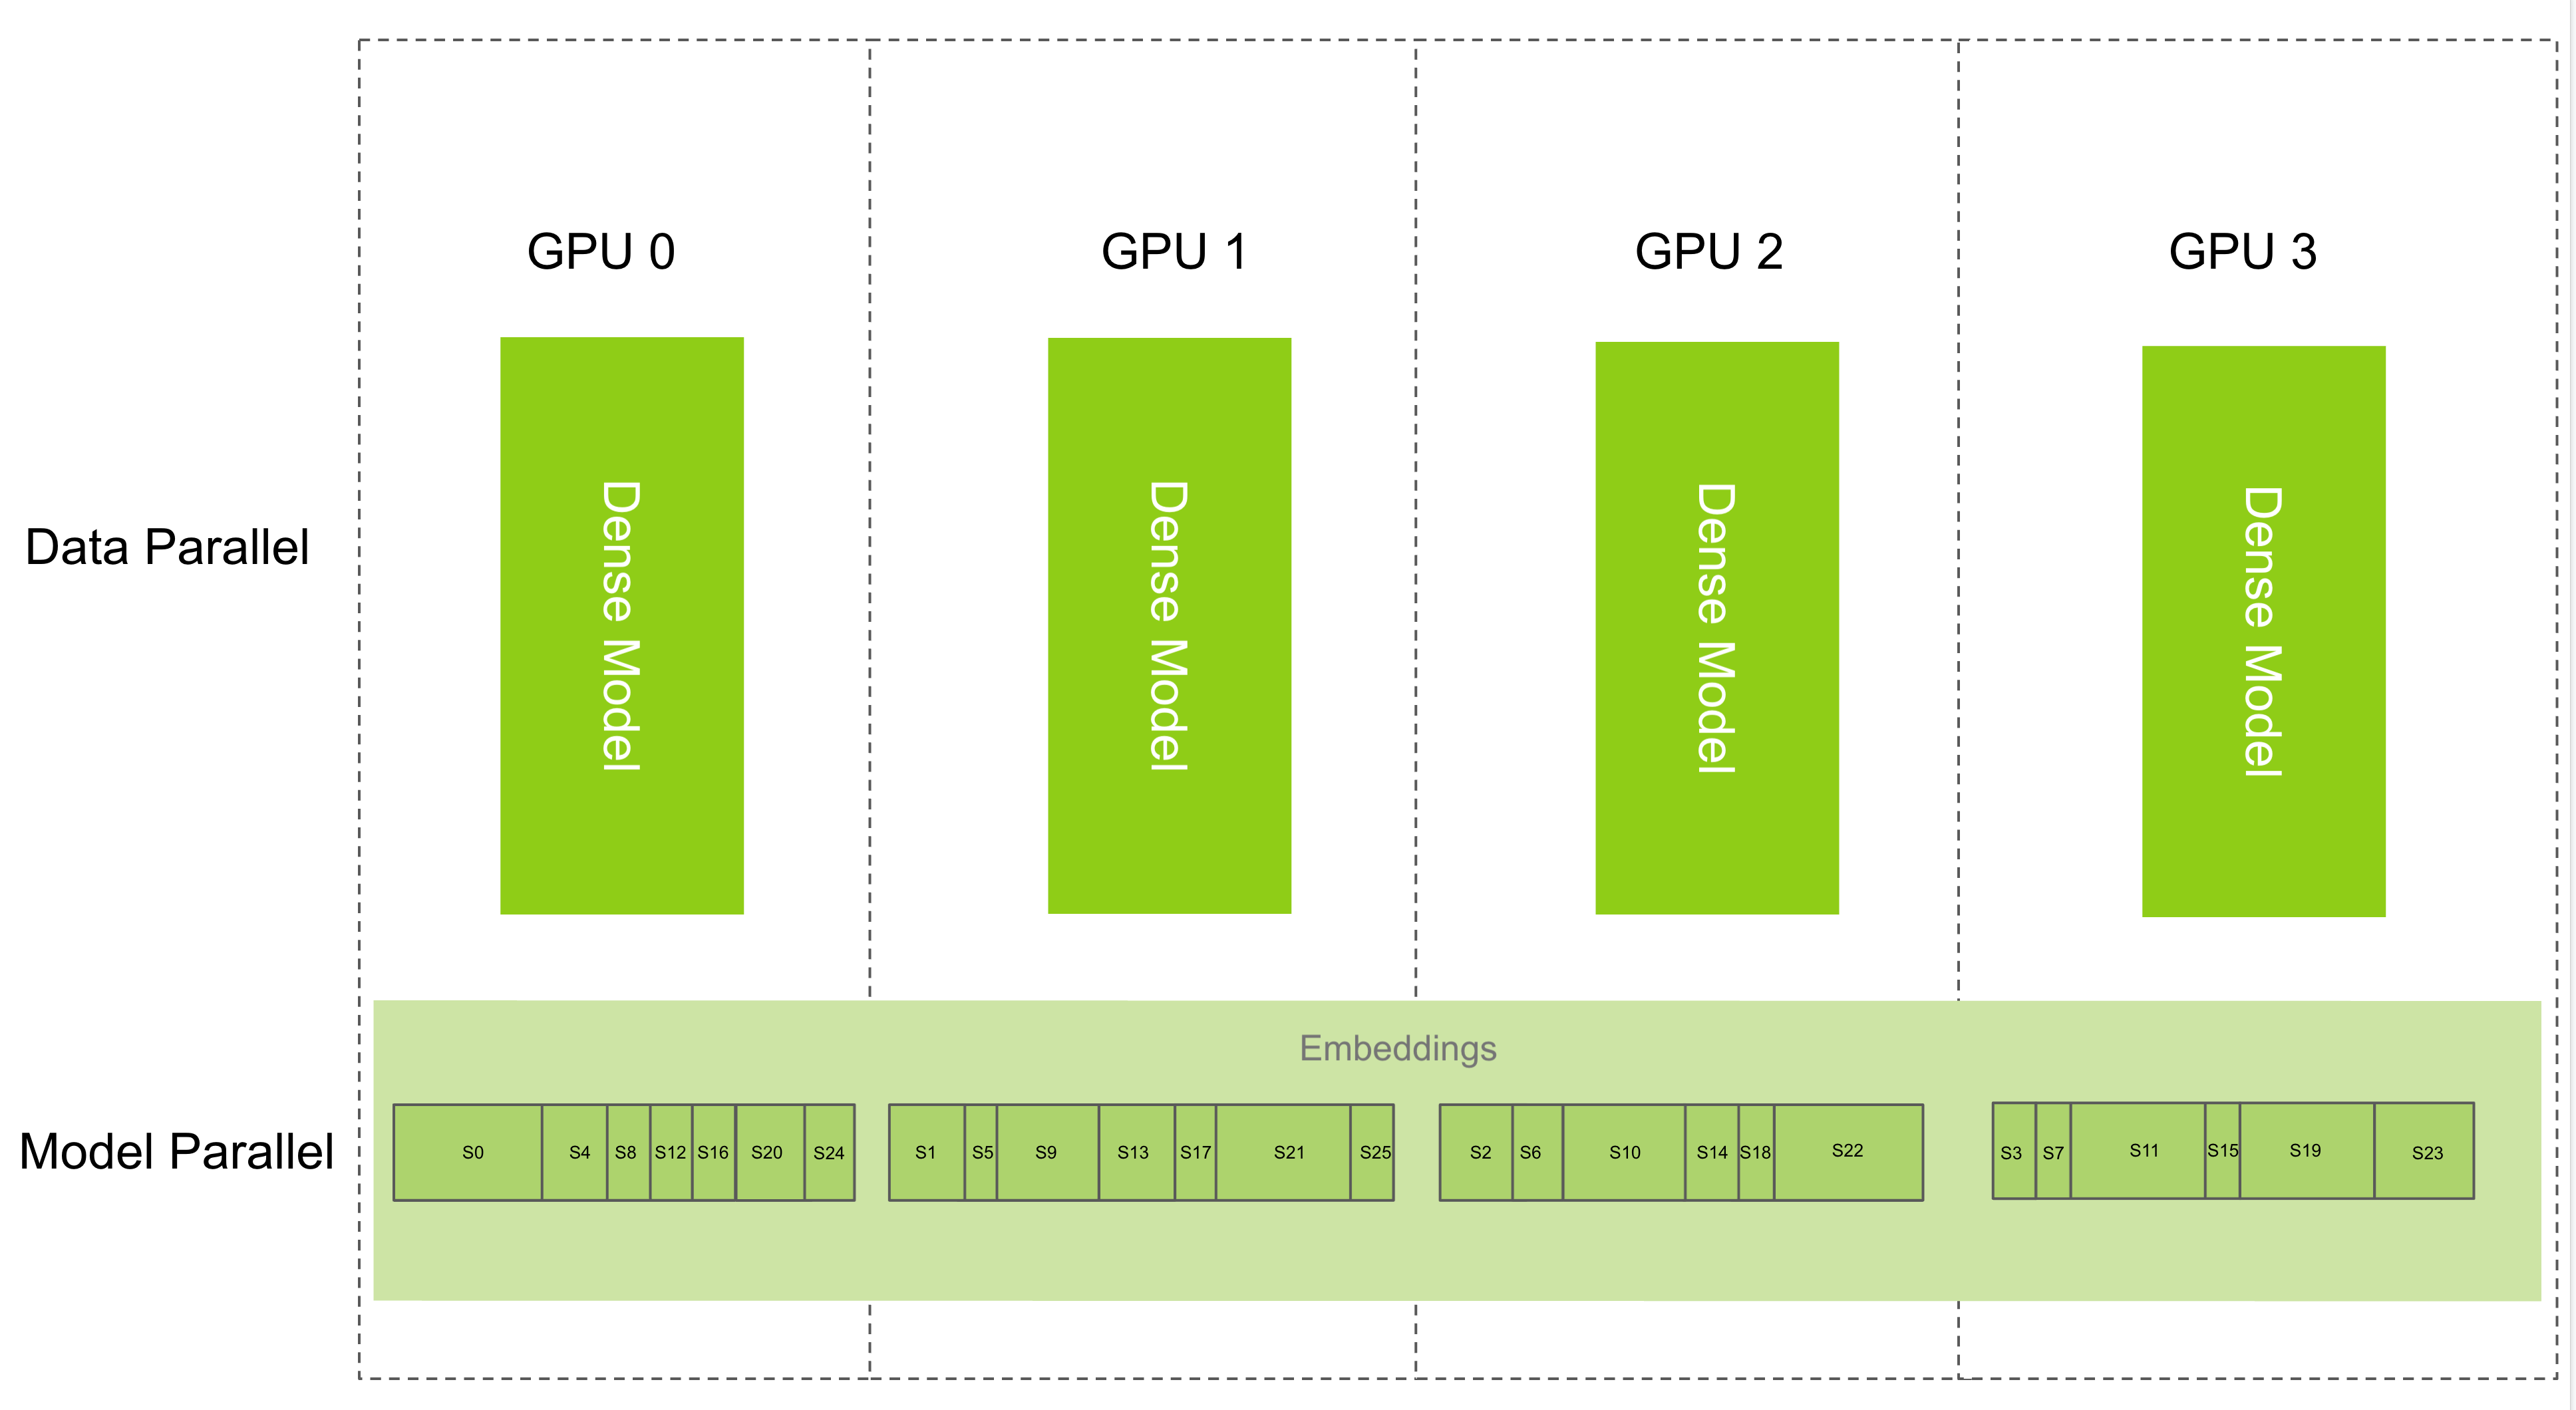 GPU 0
GPU 1
GPU 2
GPU 3
Data Parallel
Dense Model
Dense Model
Dense Model
Dense Model
Embeddings
Model Parallel
S0 S4 S8 S12 S16 S20 S24
S1 S5 S9 S13 S17 S21 S25
S2 S6 S10 S14 S18 S22
S3 S7 S11 S15 S19 S23